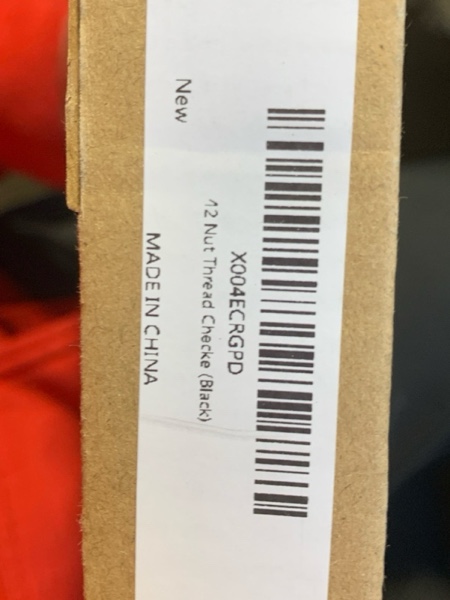 X004ECRGPD
12 Nut Thread Checke (Black)
New
MADE IN CHINA